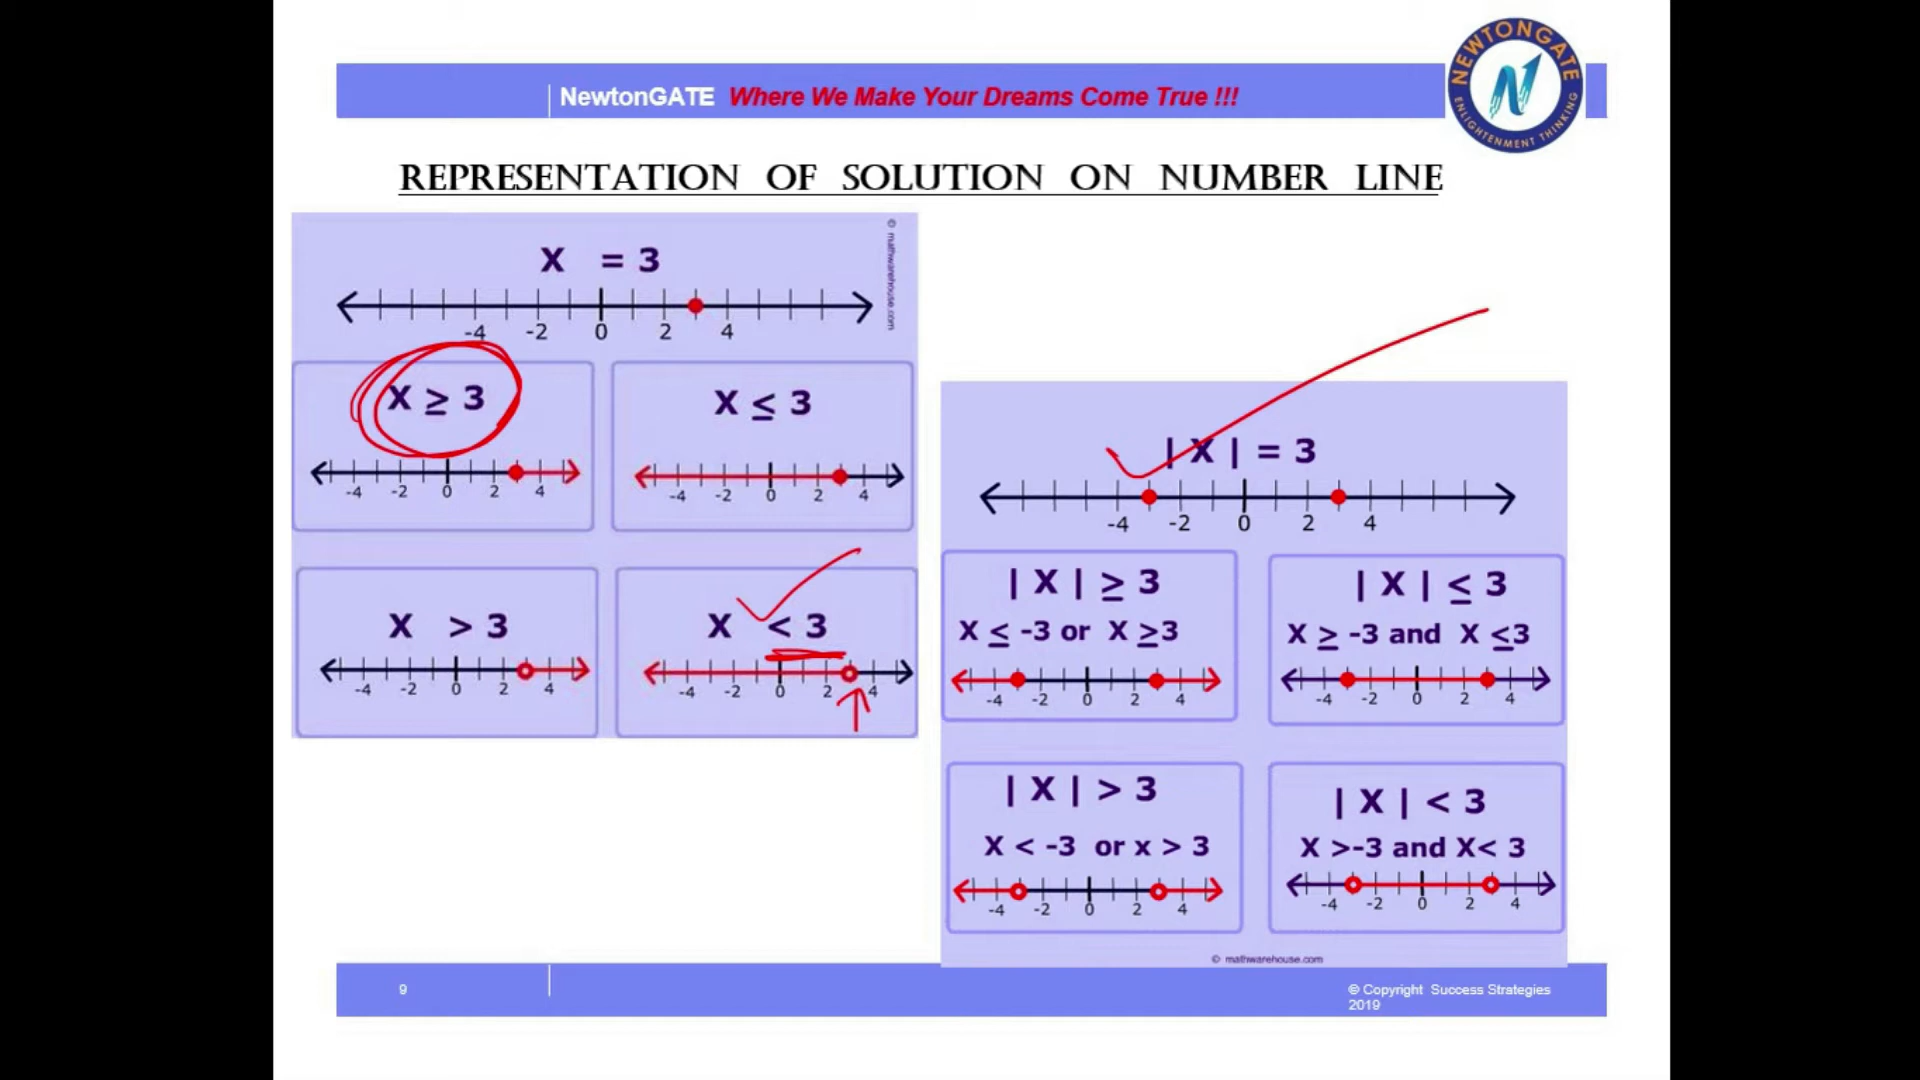 NewtonGATE Where We Make Your Dreams Come True !!!
NEWTONGATE
ENLIGHTENMENT THINKING
REPRESENTATION OF SOLUTION ON NUMBER LINE
X = 3
-4 -2 0 2 4
© mathwarehouse.com
X ≥ 3
-4 -2 0 2 4
X ≤ 3
-4 -2 0 2 4
X > 3
-4 -2 0 2 4
X < 3
-4 -2 0 2 4
| X | = 3
-4 -2 0 2 4
| X | ≥ 3
X ≤ -3 or X ≥3
-4 -2 0 2 4
| X | ≤ 3
X ≥ -3 and X ≤3
-4 -2 0 2 4
| X | > 3
X < -3 or x > 3
-4 -2 0 2 4
| X | < 3
X >-3 and X< 3
-4 -2 0 2 4
© mathwarehouse.com
9
© Copyright Success Strategies
2019